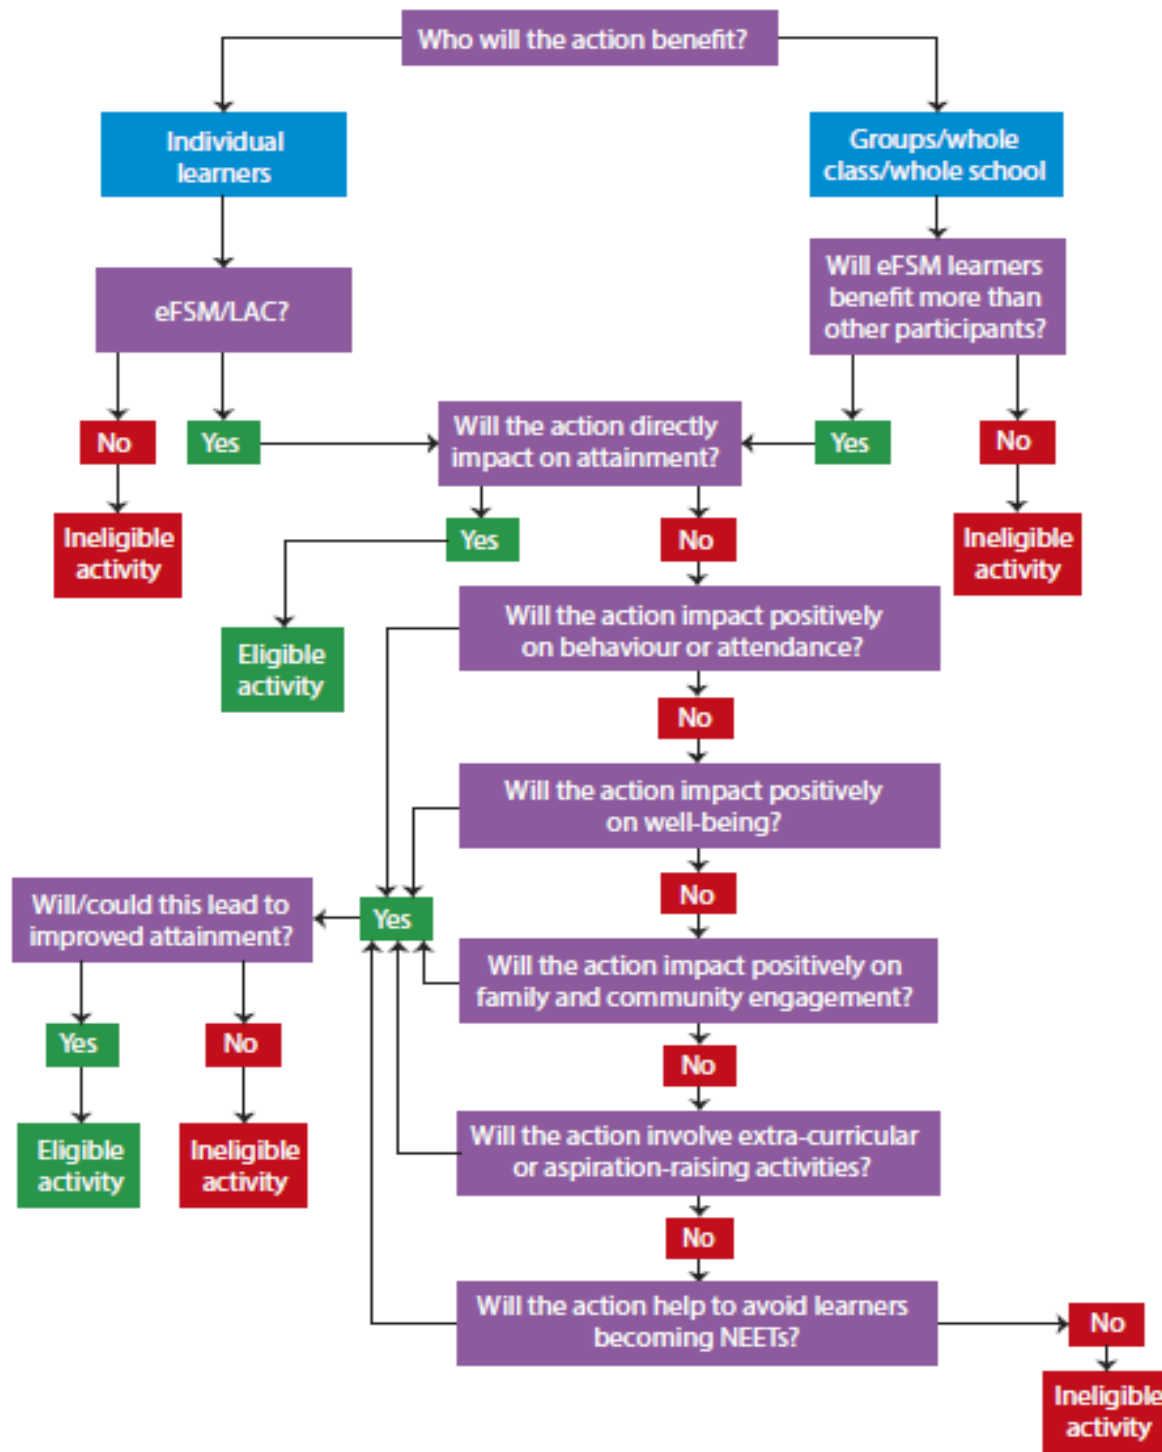 Who will the action benefit?
Individual
learners
Groups/whole
class/whole school
eFSM/LAC?
Will eFSM learners
benefit more than
other participants?
No
Yes
Will the action directly
impact on attainment?
Yes
No
Ineligible
activity
Yes
No
Ineligible
activity
Eligible
activity
Will the action impact positively
on behaviour or attendance?
No
Will the action impact positively
on well-being?
No
Will/could this lead to
improved attainment?
Yes
Will the action impact positively on
family and community engagement?
Yes
No
No
Eligible
activity
Ineligible
activity
Will the action involve extra-curricular
or aspiration-raising activities?
No
Will the action help to avoid learners
becoming NEETs?
No
Ineligible
activity